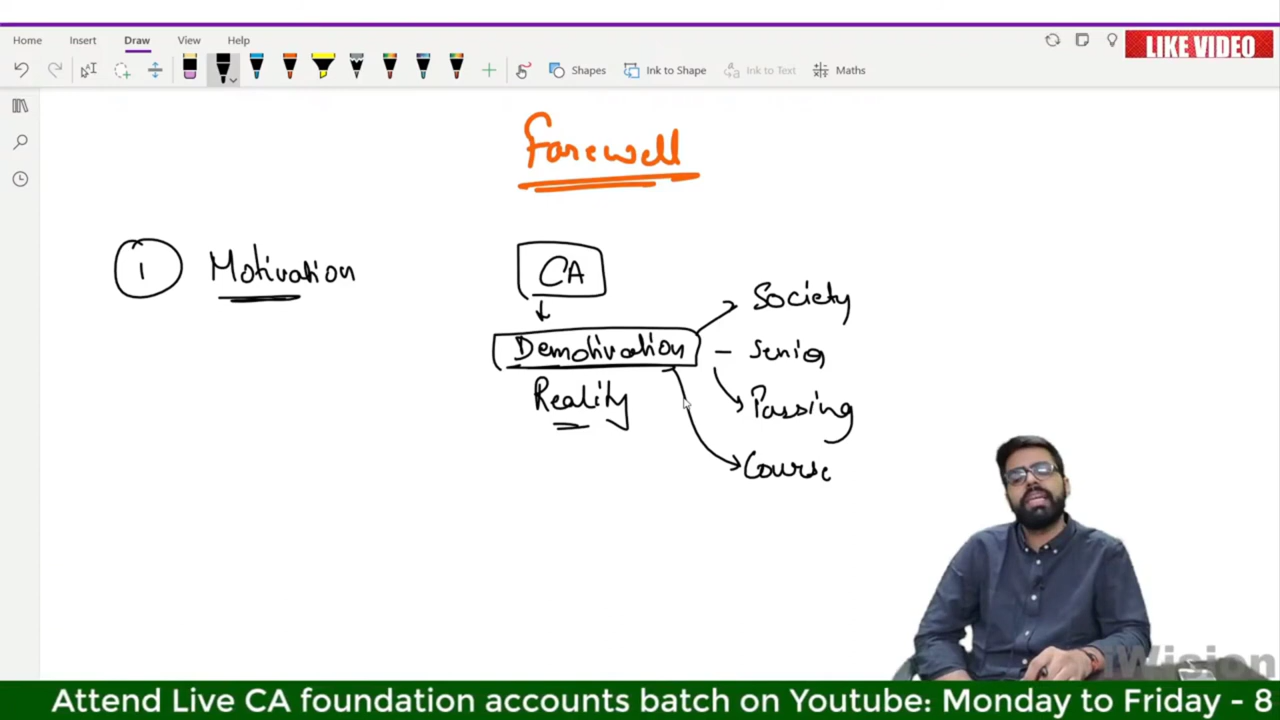 Home Insert Draw View Help
LIKE VIDEO
Shapes Ink to Shape Ink to Text Maths
Farewell
1 Motivation
CA
Demotivation
Reality
Society
Senior
Passing
Course
Attend Live CA foundation accounts batch on Youtube: Monday to Friday - 8